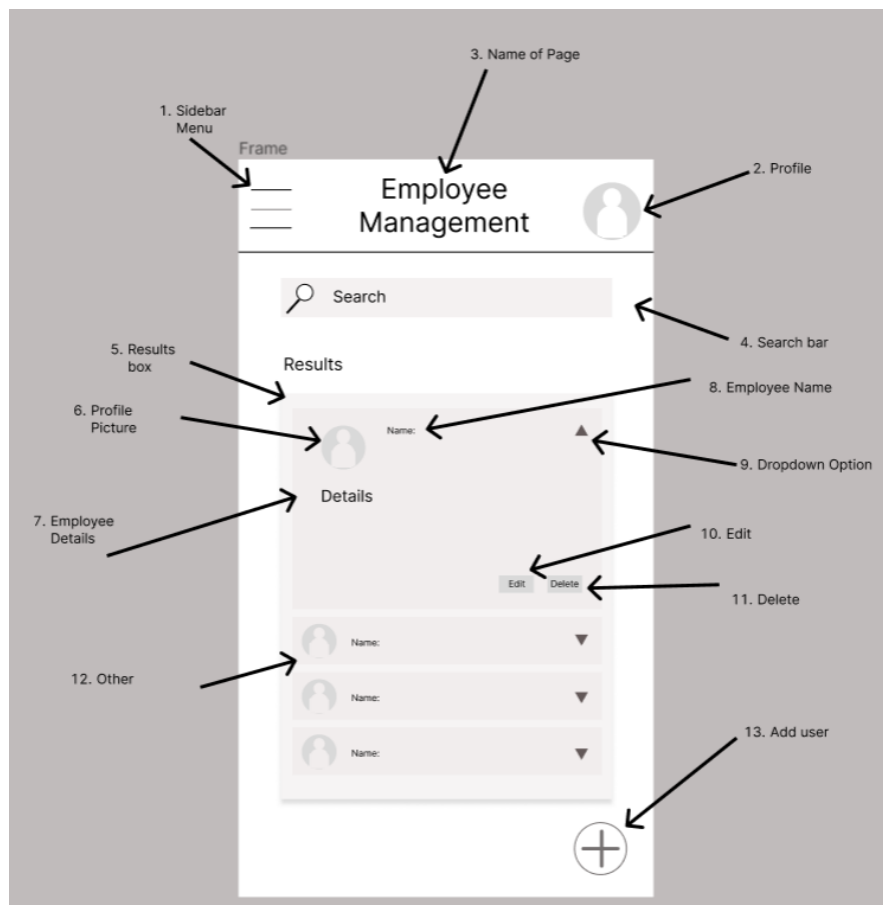 3. Name of Page
1. Sidebar
Menu
Frame
2. Profile
Employee
Management
Search
4. Search bar
5. Results
box
Results
8. Employee Name
6. Profile
Picture
Name:
9. Dropdown Option
Details
7. Employee
Details
10. Edit
Edit
Delete
11. Delete
Name:
12. Other
Name:
13. Add user
Name: